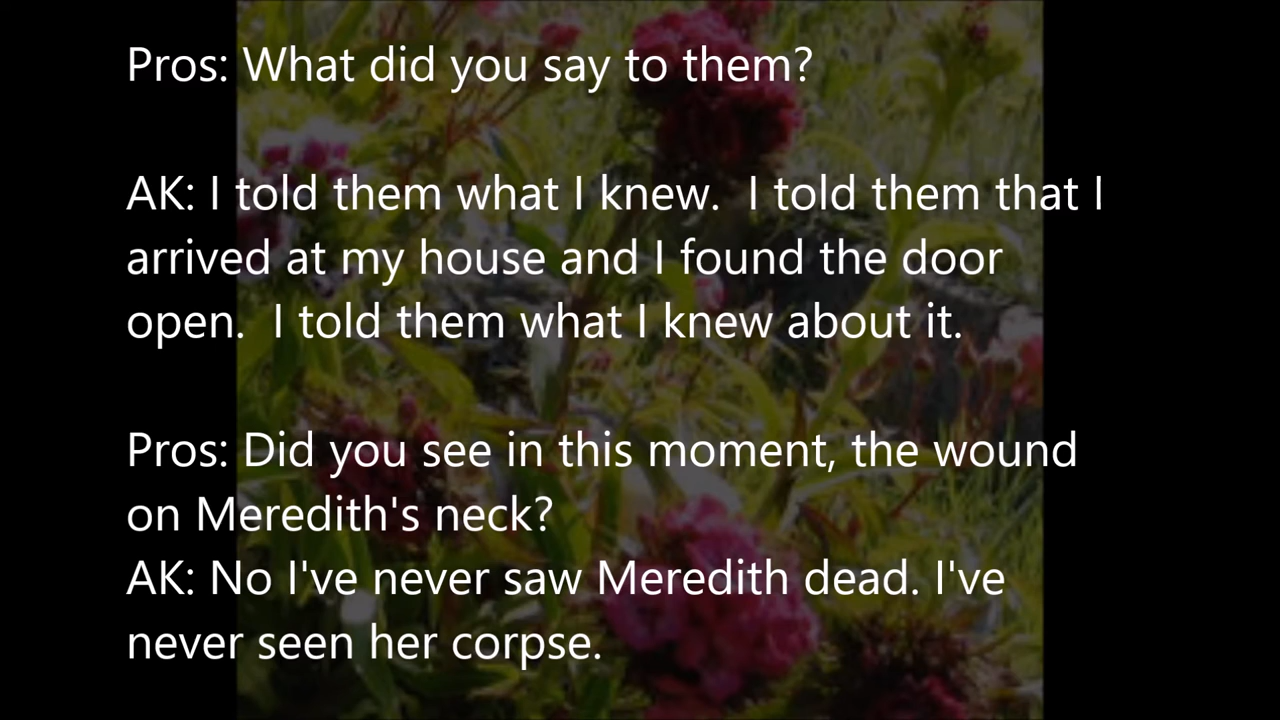 Pros: What did you say to them?
AK: I told them what I knew.  I told them that I
arrived at my house and I found the door
open.  I told them what I knew about it.
Pros: Did you see in this moment, the wound
on Meredith's neck?
AK: No I've never saw Meredith dead. I've
never seen her corpse.